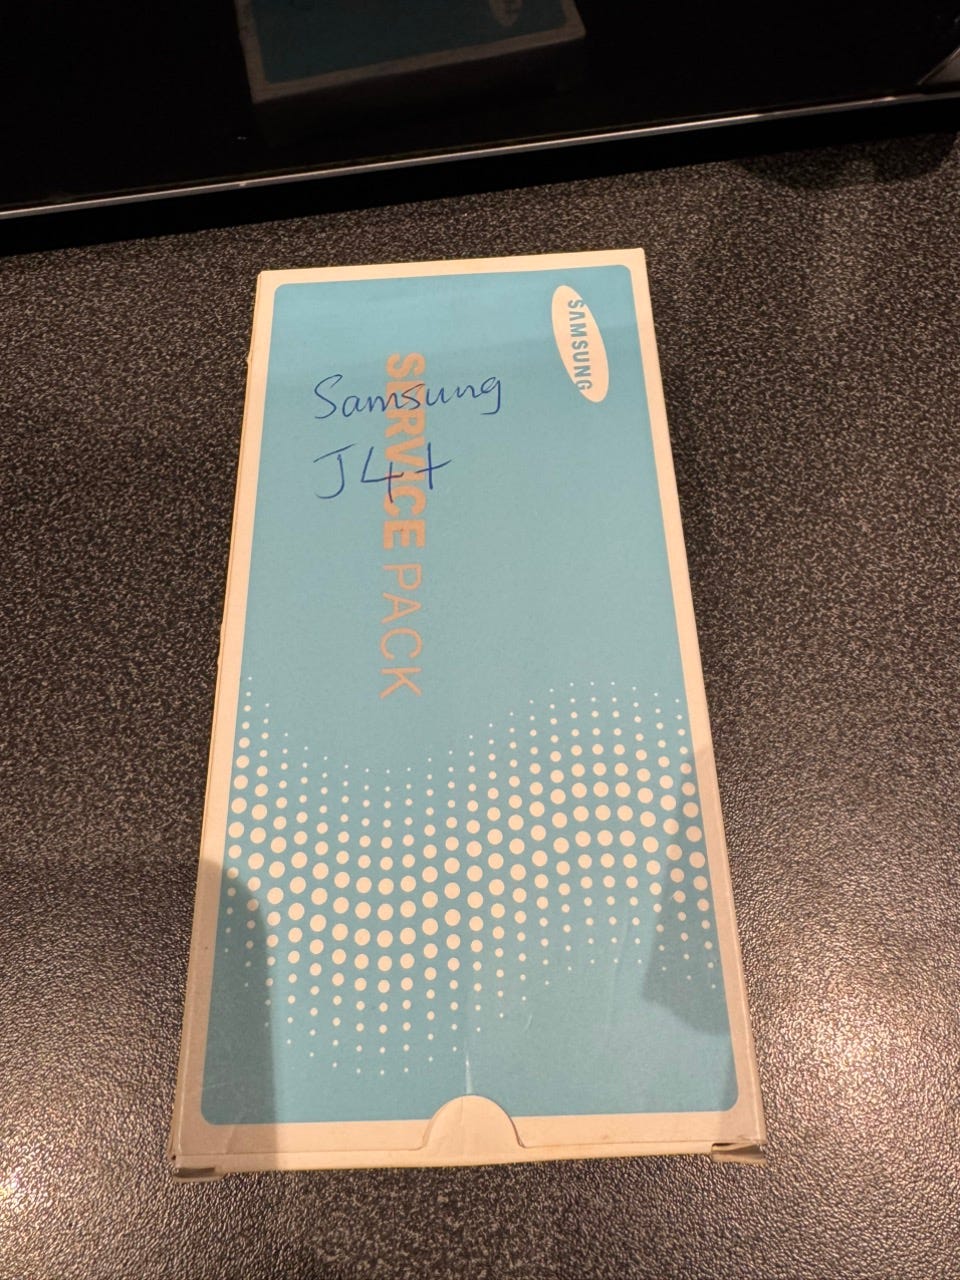 SAMSUNG
SERVICE PACK
Samsung
J4+